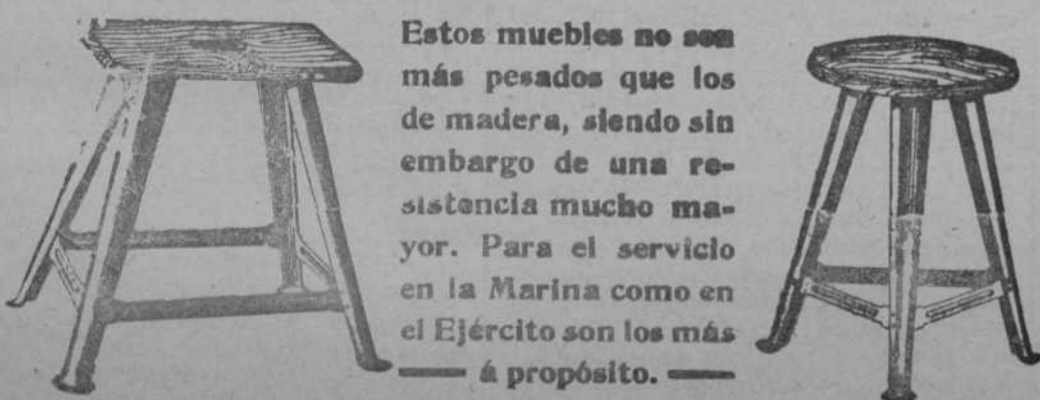 Estos muebles no son
más pesados que los
de madera, siendo sin
embargo de una re-
sistencia mucho ma-
yor. Para el servicio
en la Marina como en
el Ejército son los más
á propósito.